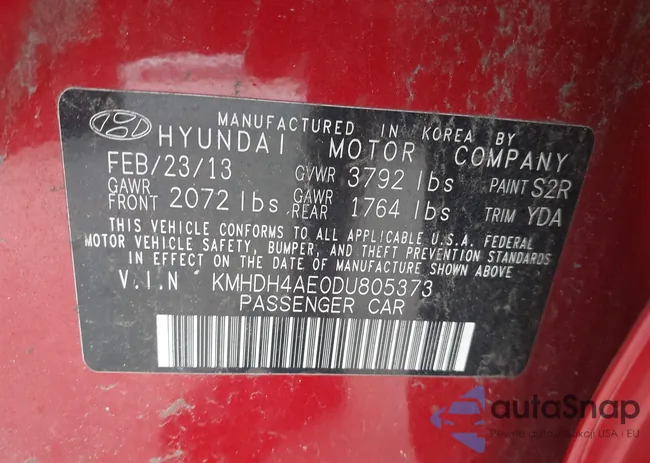 MANUFACTURED IN KOREA BY
HYUNDAI MOTOR COMPANY
FEB/23/13 GVWR 3792 lbs PAINT S2R
GAWR FRONT 2072 lbs GAWR REAR 1764 lbs TRIM YDA
THIS VEHICLE CONFORMS TO ALL APPLICABLE U.S.A. FEDERAL
MOTOR VEHICLE SAFETY, BUMPER, AND THEFT PREVENTION STANDARDS
IN EFFECT ON THE DATE OF MANUFACTURE SHOWN ABOVE
V.I.N KMHDH4AE0DU805373
PASSENGER CAR
autoSnap